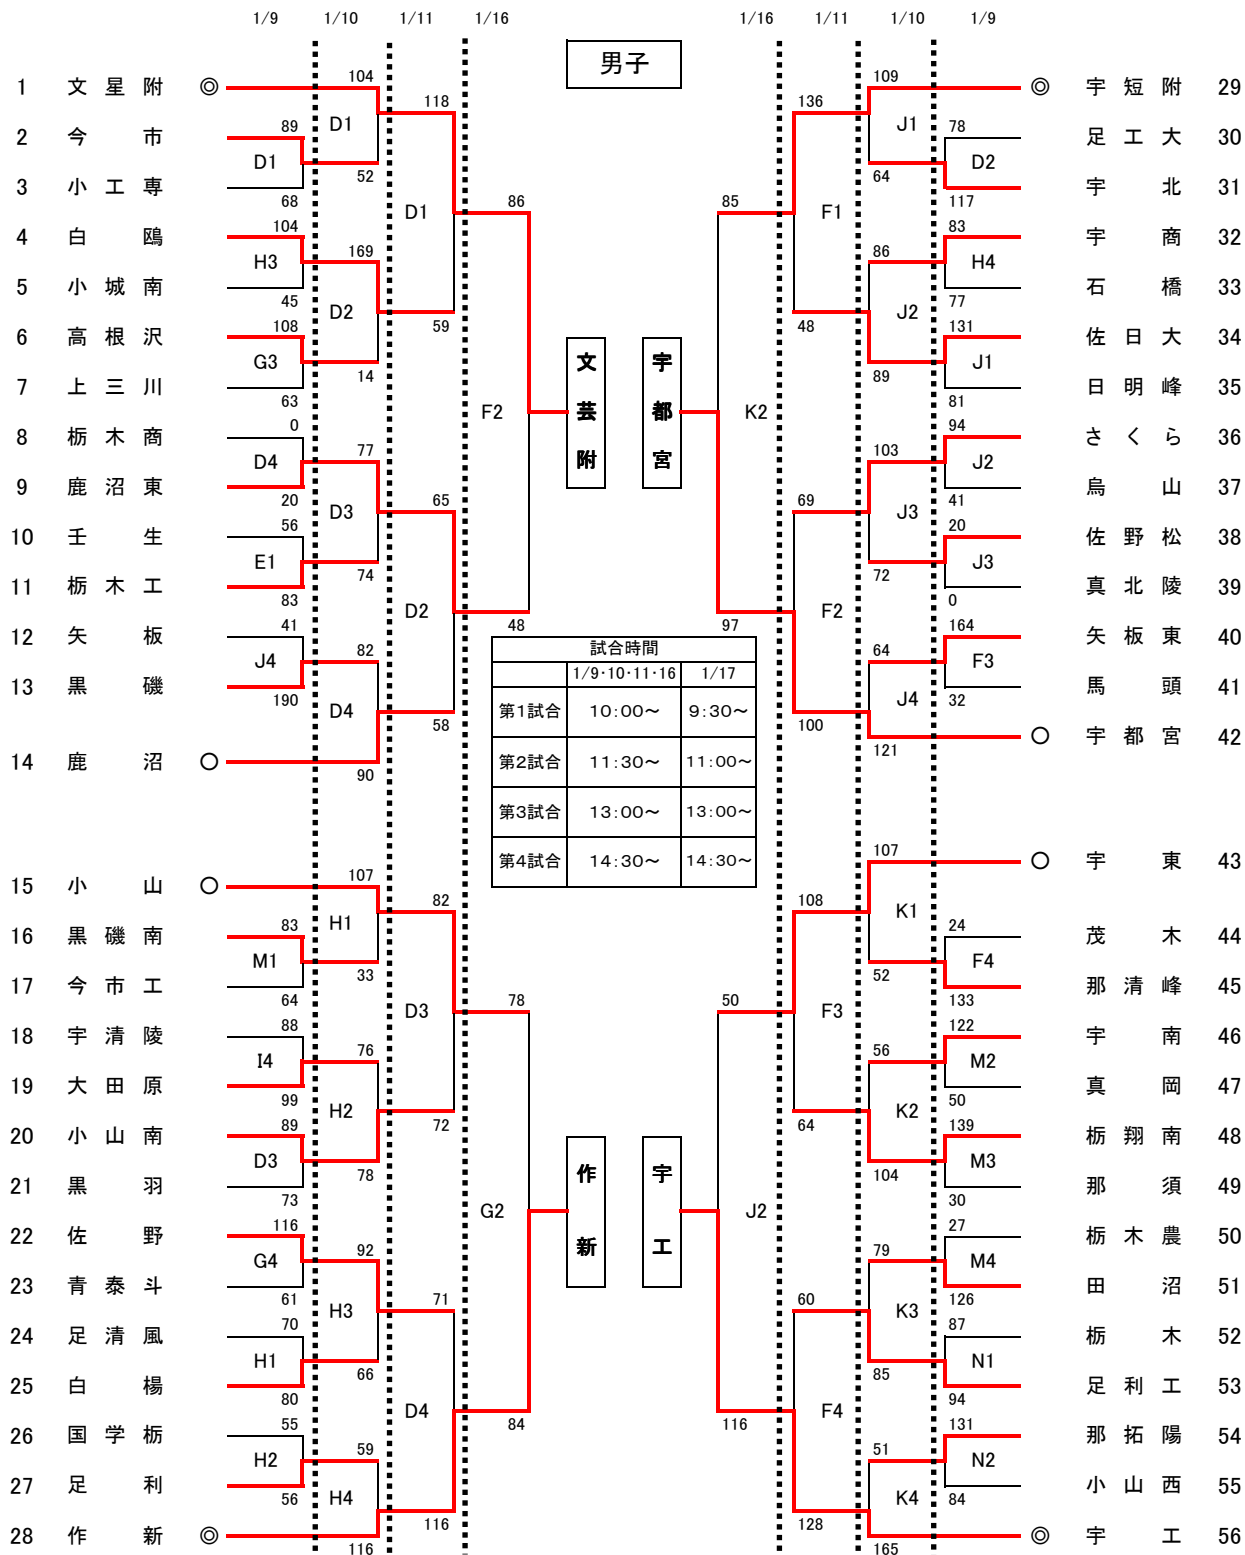 1/9 1/10 1/11 1/16 1/16 1/11 1/10 1/9
男子
104 118 136 109
1 文星附 ◎ ◎ 宇短附 29
89 D1 J1 78
2 今市 足工大 30
D1 D2
3 小工専 52 64 宇北 31
68 D1 86 85 F1 117
104 83
4 白鴎 169 86 宇商 32
H3 H4
5 小城南 石橋 33
45 D2 J2 77
108 59 48 131
6 高根沢 佐日大 34
G3 14 89 J1
7 上三川 日明峰 35
63 81
文芸附 宇都宮
0 F2 K2 94
8 栃木商 77 103 さくら 36
D4 J2
9 鹿沼東 烏山 37
20 65 69 41
56 D3 J3 20
10 壬生 佐野松 38
E1 74 72 J3
11 栃木工 真北陵 39
83 D2 F2 0
41 48 97 164
12 矢板 82 64 矢板東 40
J4 F3
13 黒磯 馬頭 41
190 D4 J4 32
58 100
宇都宮 42
14 鹿沼 ○ 121 ○
90
試合時間
1/9・10・11・16 1/17
第1試合 10:00～ 9:30～
第2試合 11:30～ 11:00～
第3試合 13:00～ 13:00～
第4試合 14:30～ 14:30～
107 ○ 宇東 43
15 小山 ○ 107
82 108
83 H1 K1 24
16 黒磯南 茂木 44
M1 33 52 F4
17 今市工 那清峰 45
64 D3 78 50 F3 133
88 122
18 宇清陵 76 56 宇南 46
I4 M2
19 大田原 真岡 47
99 H2 K2 50
89 72 64 139
20 小山南 栃翔南 48
D3 78 104 M3
21 黒羽 那須 49
73 30
作新 宇工
116 G2 J2 27
22 佐野 92 79 栃木農 50
G4 M4
23 青泰斗 田沼 51
61 71 60 126
70 H3 K3 87
24 足清風 栃木 52
H1 66 85 N1
25 白楊 足利工 53
80 D4 F4 94
55 84 116 131
26 国学栃 59 51 那拓陽 54
H2 N2
27 足利 小山西 55
56 H4 K4 84
116 128
28 作新 ◎ ◎ 宇工 56
116 165